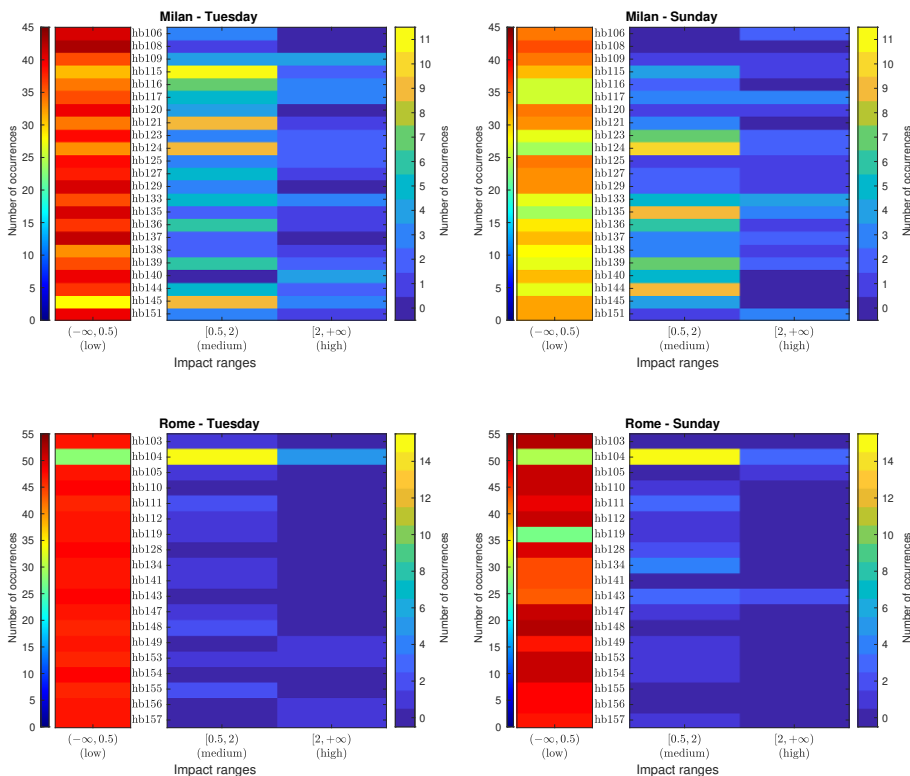 Milan - Tuesday
Number of occurrences
45
40
35
30
25
20
15
10
5
0
hb106
hb108
hb109
hb115
hb116
hb117
hb120
hb121
hb123
hb124
hb125
hb127
hb129
hb133
hb135
hb136
hb137
hb138
hb139
hb140
hb144
hb145
hb151
11
10
9
8
7
6
5
4
3
2
1
0
Number of occurrences
(−∞, 0.5)
(low)
[0.5, 2)
(medium)
[2, +∞)
(high)
Impact ranges
Milan - Sunday
Number of occurrences
45
40
35
30
25
20
15
10
5
0
hb106
hb108
hb109
hb115
hb116
hb117
hb120
hb121
hb123
hb124
hb125
hb127
hb129
hb133
hb135
hb136
hb137
hb138
hb139
hb140
hb144
hb145
hb151
11
10
9
8
7
6
5
4
3
2
1
0
Number of occurrences
(−∞, 0.5)
(low)
[0.5, 2)
(medium)
[2, +∞)
(high)
Impact ranges
Rome - Tuesday
Number of occurrences
55
50
45
40
35
30
25
20
15
10
5
0
hb103
hb104
hb105
hb110
hb111
hb112
hb119
hb128
hb134
hb141
hb143
hb147
hb148
hb149
hb153
hb154
hb155
hb156
hb157
14
12
10
8
6
4
2
0
Number of occurrences
(−∞, 0.5)
(low)
[0.5, 2)
(medium)
[2, +∞)
(high)
Impact ranges
Rome - Sunday
Number of occurrences
55
50
45
40
35
30
25
20
15
10
5
0
hb103
hb104
hb105
hb110
hb111
hb112
hb119
hb128
hb134
hb141
hb143
hb147
hb148
hb149
hb153
hb154
hb155
hb156
hb157
14
12
10
8
6
4
2
0
Number of occurrences
(−∞, 0.5)
(low)
[0.5, 2)
(medium)
[2, +∞)
(high)
Impact ranges